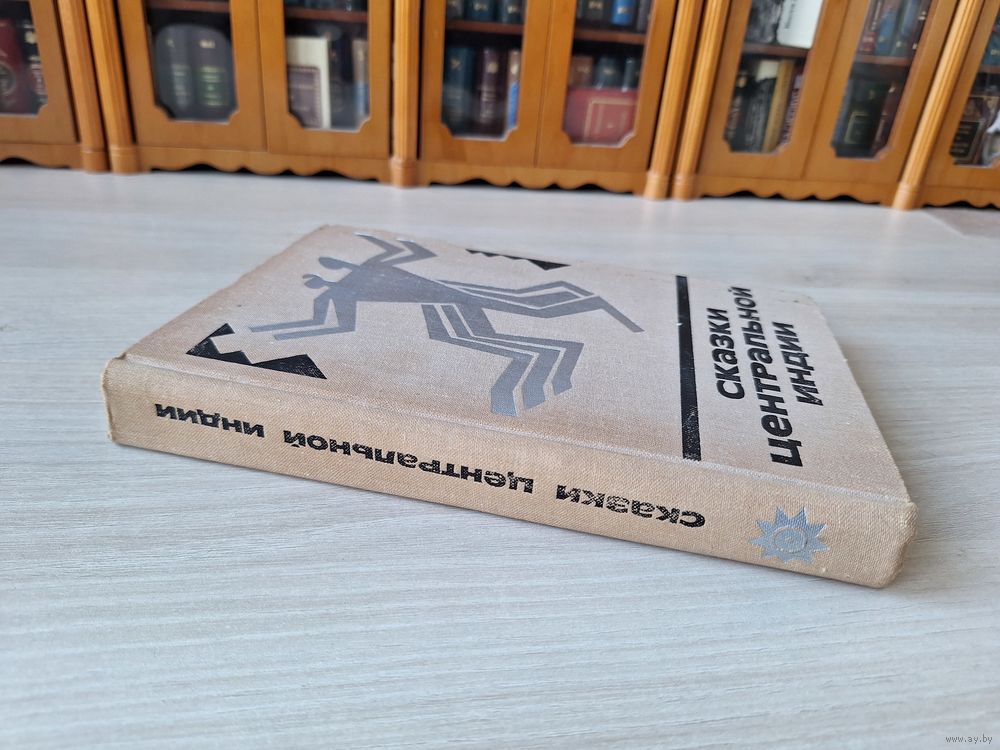 сказки
центральной
индии
сказки центральной индии
www.ay.by